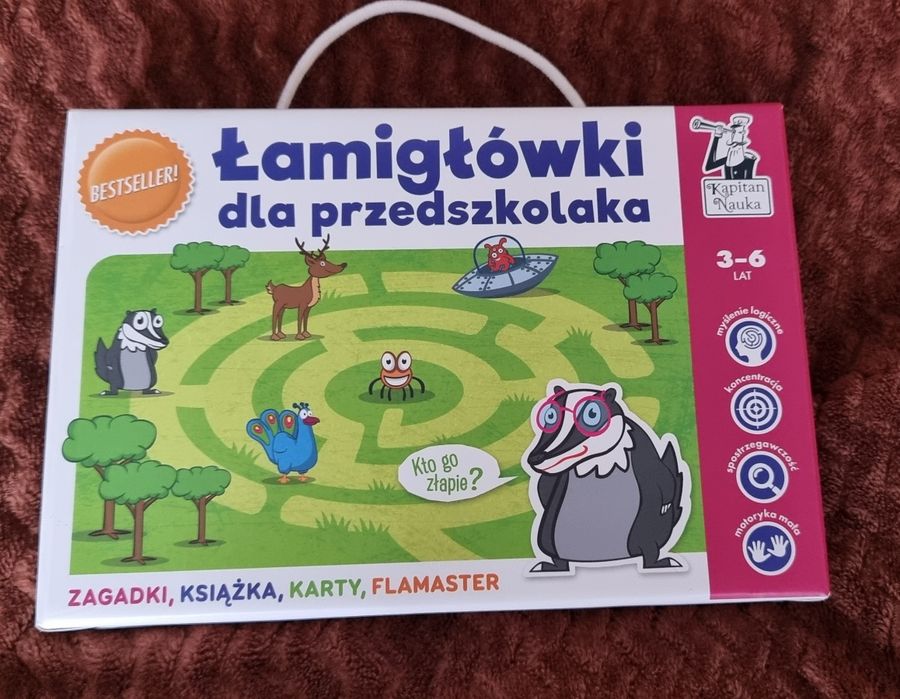 BESTSELLER!
Łamigłówki
dla przedszkolaka
Kapitan
Nauka
3–6
LAT
myślenie logiczne
koncentracja
spostrzegawczość
motoryka mała
Kto go
złapie?
ZAGADKI, KSIĄŻKA, KARTY, FLAMASTER